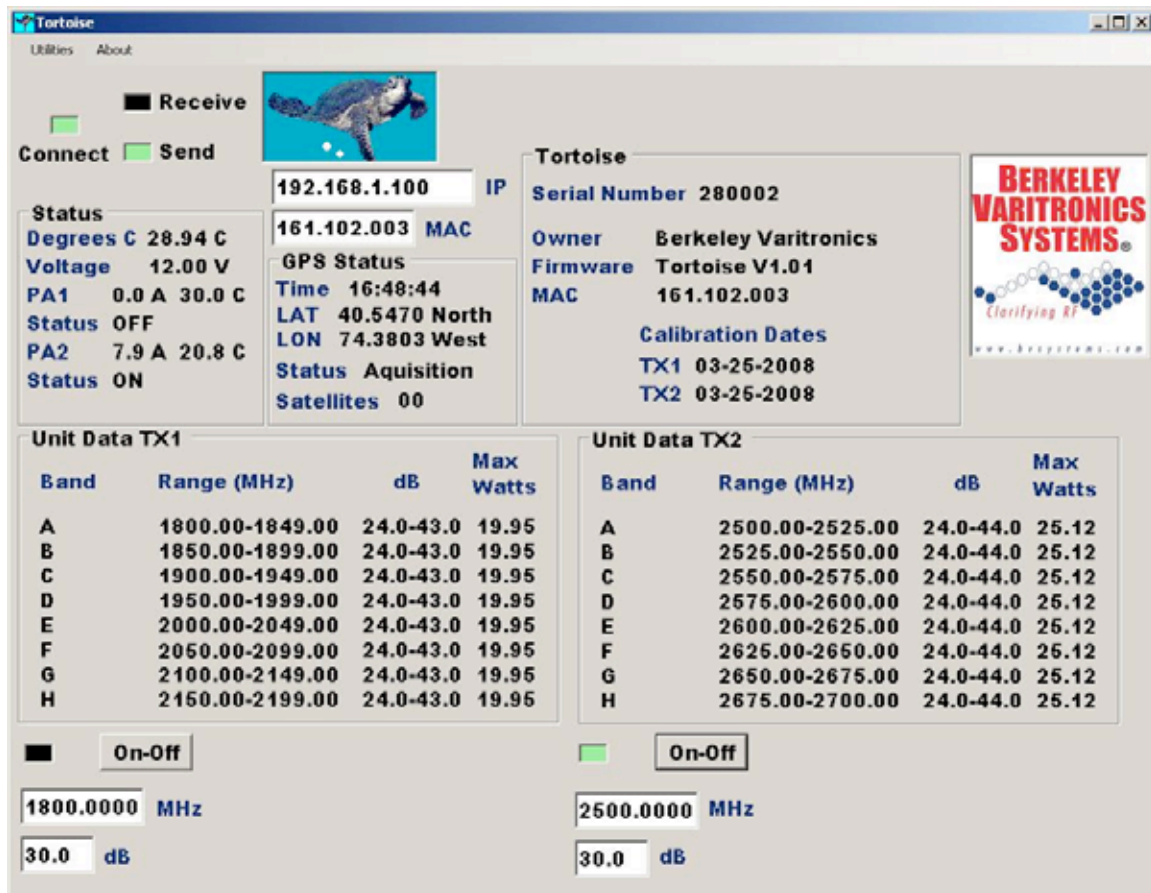 Tortoise
Utilities About
Receive
Connect Send
192.168.1.100 IP
161.102.003 MAC
Status
Degrees C 28.94 C
Voltage 12.00 V
PA1 0.0 A 30.0 C
Status OFF
PA2 7.9 A 20.8 C
Status ON
GPS Status
Time 16:48:44
LAT 40.5470 North
LON 74.3803 West
Status Aquisition
Satellites 00
Tortoise
Serial Number 280002
Owner Berkeley Varitronics
Firmware Tortoise V1.01
MAC 161.102.003
Calibration Dates
TX1 03-25-2008
TX2 03-25-2008
BERKELEY
VARITRONICS
SYSTEMS®
Clarifying RF
www.bvsystems.com
Unit Data TX1
Band Range (MHz) dB Max Watts
A 1800.00-1849.00 24.0-43.0 19.95
B 1850.00-1899.00 24.0-43.0 19.95
C 1900.00-1949.00 24.0-43.0 19.95
D 1950.00-1999.00 24.0-43.0 19.95
E 2000.00-2049.00 24.0-43.0 19.95
F 2050.00-2099.00 24.0-43.0 19.95
G 2100.00-2149.00 24.0-43.0 19.95
H 2150.00-2199.00 24.0-43.0 19.95
On-Off
1800.0000 MHz
30.0 dB
Unit Data TX2
Band Range (MHz) dB Max Watts
A 2500.00-2525.00 24.0-44.0 25.12
B 2525.00-2550.00 24.0-44.0 25.12
C 2550.00-2575.00 24.0-44.0 25.12
D 2575.00-2600.00 24.0-44.0 25.12
E 2600.00-2625.00 24.0-44.0 25.12
F 2625.00-2650.00 24.0-44.0 25.12
G 2650.00-2675.00 24.0-44.0 25.12
H 2675.00-2700.00 24.0-44.0 25.12
On-Off
2500.0000 MHz
30.0 dB